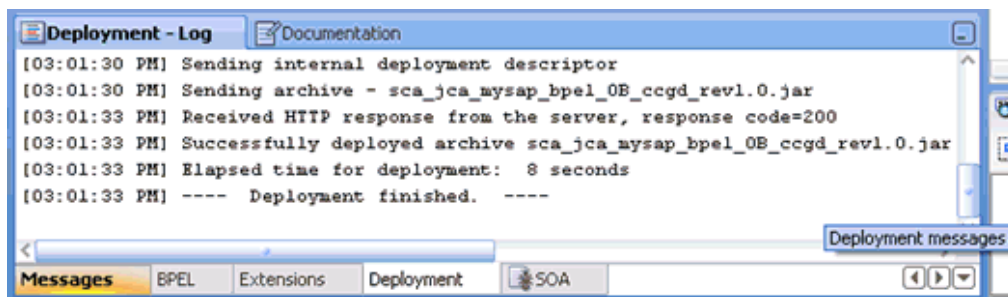 Deployment - Log Documentation
[03:01:30 PM] Sending internal deployment descriptor
[03:01:30 PM] Sending archive - sca_jca_mysap_bpel_OB_ccgd_rev1.0.jar
[03:01:33 PM] Received HTTP response from the server, response code=200
[03:01:33 PM] Successfully deployed archive sca_jca_mysap_bpel_OB_ccgd_rev1.0.jar
[03:01:33 PM] Elapsed time for deployment:  8 seconds
[03:01:33 PM] ----  Deployment finished.  ----
Deployment messages
Messages BPEL Extensions Deployment SOA